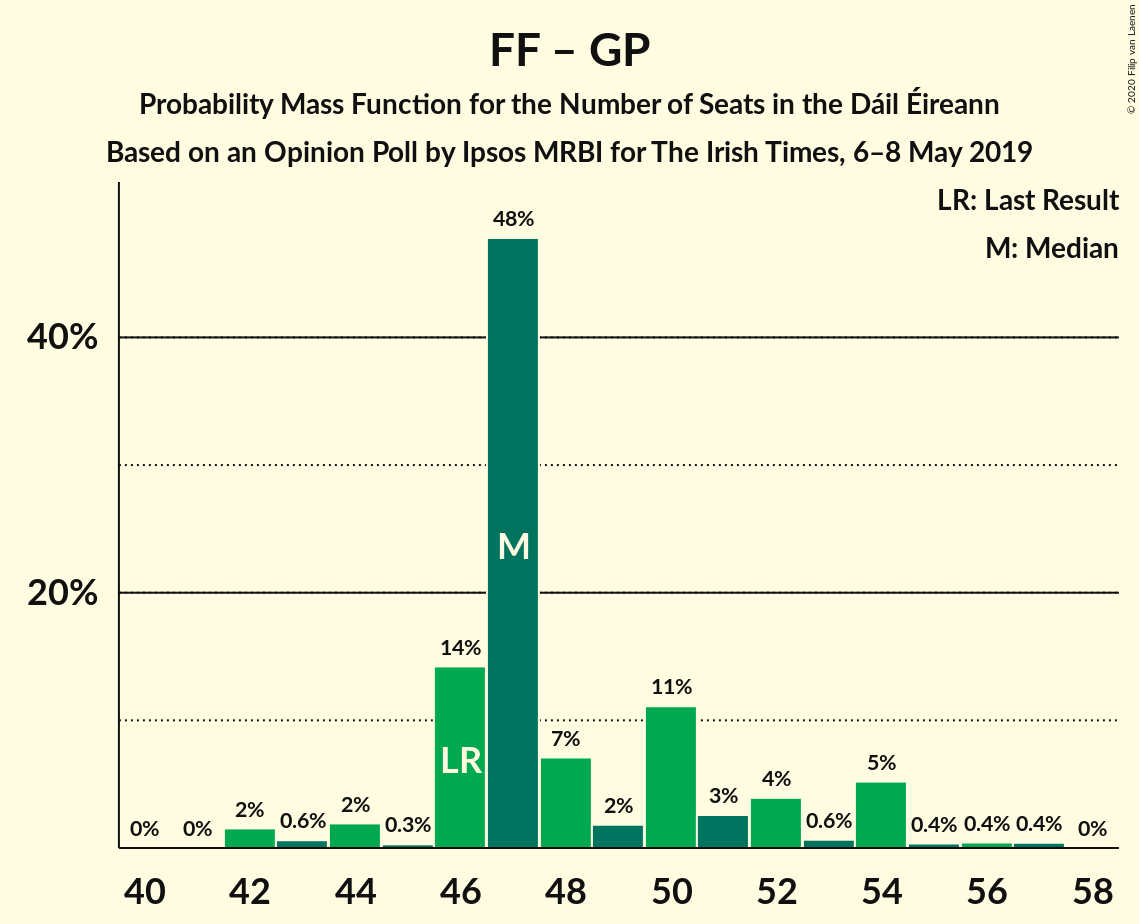 FF – GP
Probability Mass Function for the Number of Seats in the Dáil Éireann
Based on an Opinion Poll by Ipsos MRBI for The Irish Times, 6–8 May 2019
© 2020 Filip van Laenen
LR: Last Result
M: Median
48%
40%
M
20%
14%
11%
LR
7%
5%
4%
3%
2%
2%
2%
0.6%
0.3%
0.6%
0.4%
0.4%
0.4%
0%
0%
0%
40 42 44 46 48 50 52 54 56 58